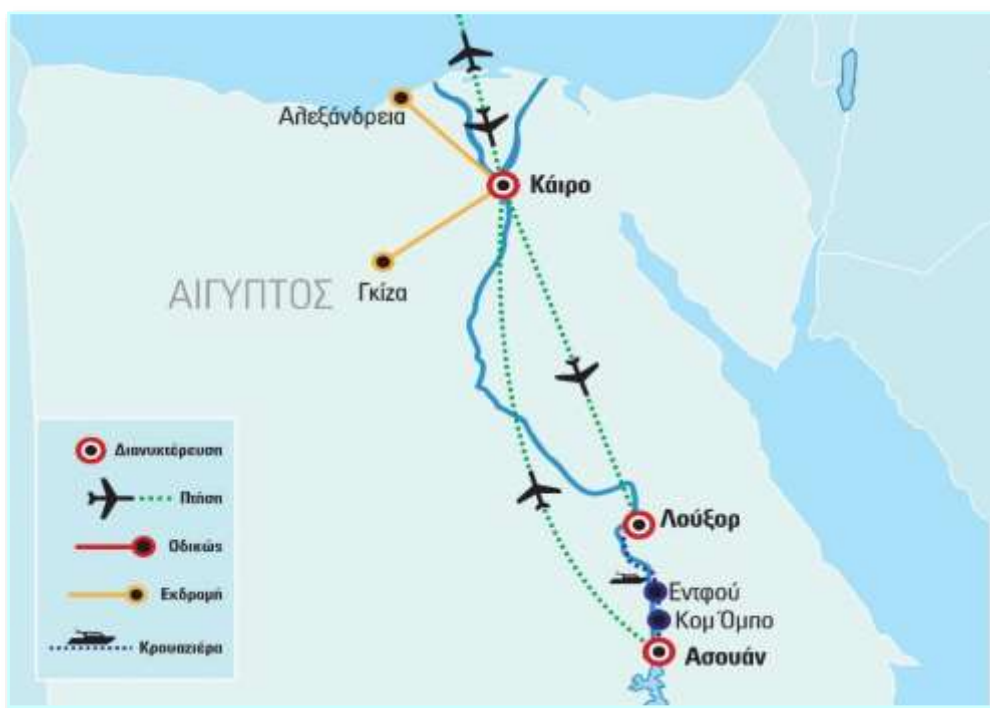 Αλεξάνδρεια
Κάιρο
ΑΙΓΥΠΤΟΣ
Γκίζα
Διανυκτέρευση
Πτήση
Οδικώς
Εκδρομή
Κρουαζιέρα
Λούξορ
Εντφού
Κομ Όμπο
Ασουάν